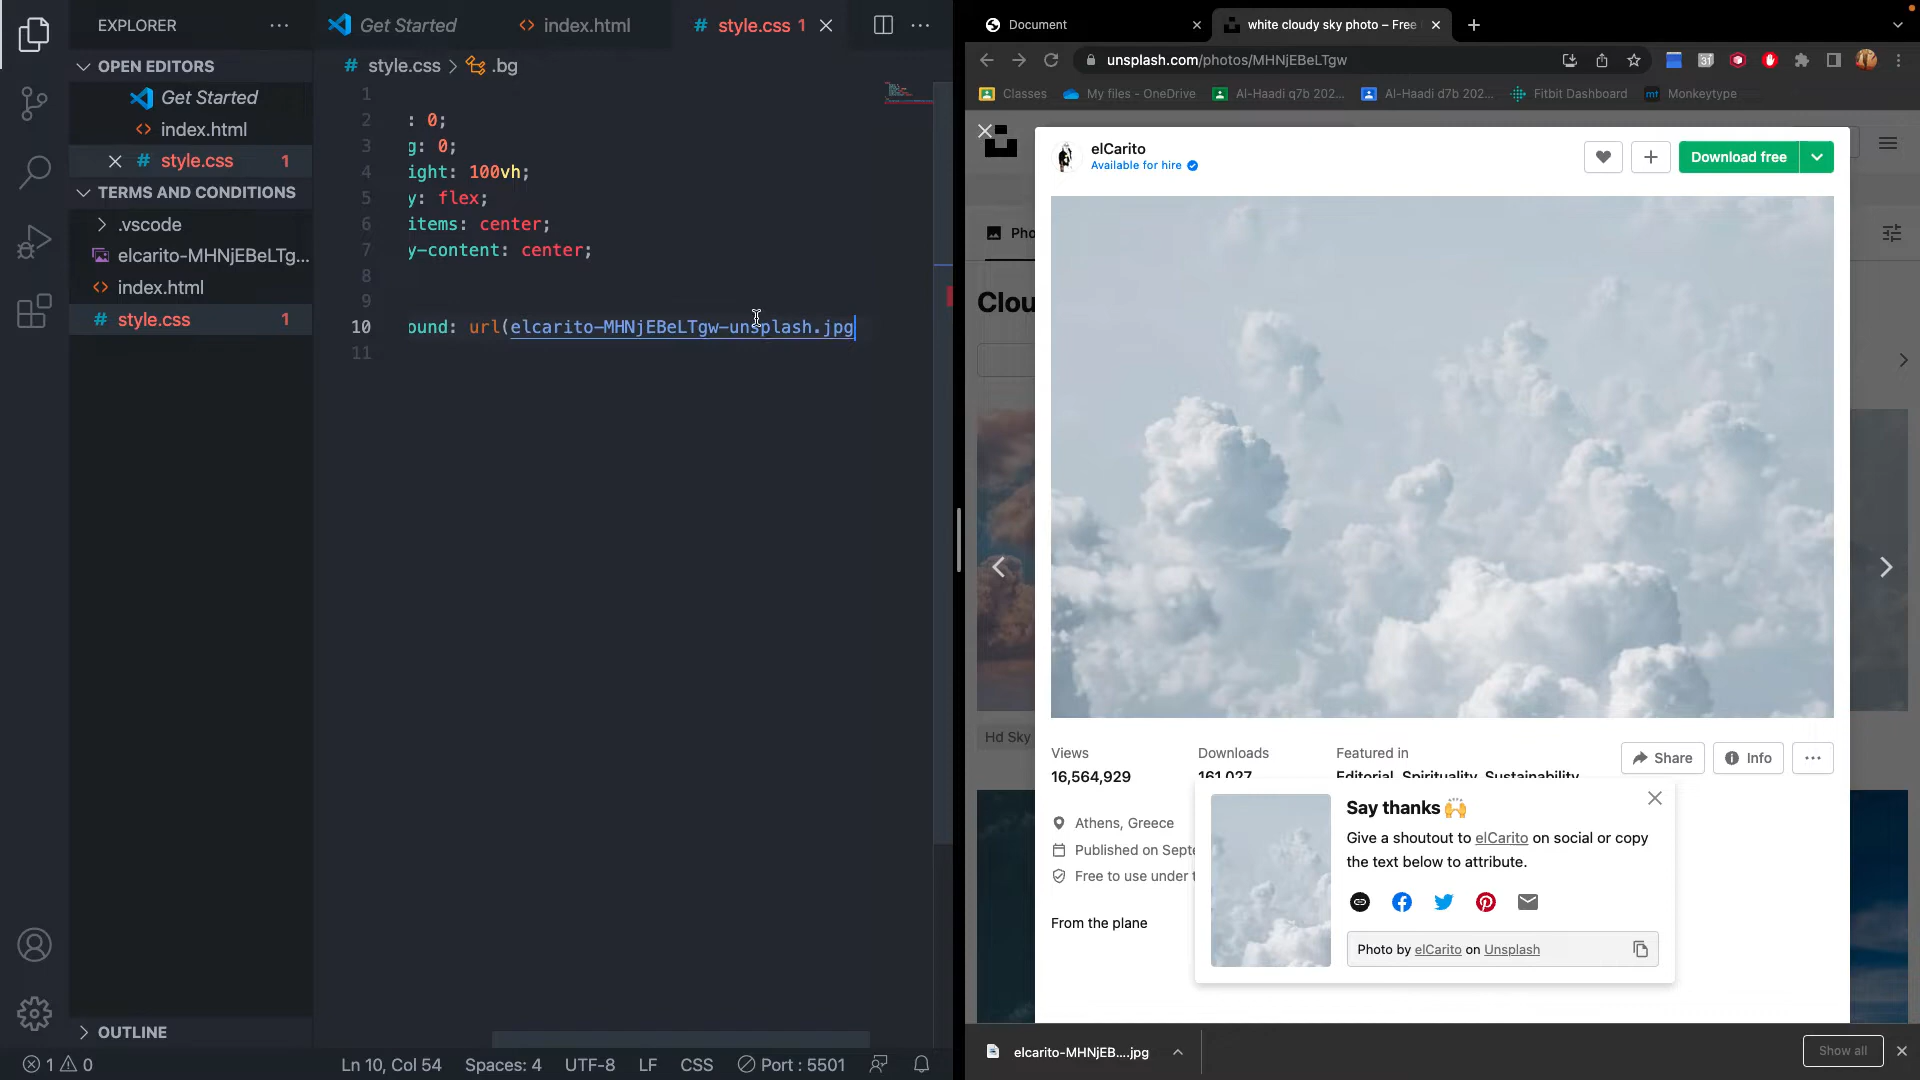 EXPLORER
Get Started
index.html
style.css 1
OPEN EDITORS
Get Started
index.html
style.css 1
TERMS AND CONDITIONS
.vscode
elcarito-MHNjEBeLTg...
index.html
style.css 1
OUTLINE
style.css > .bg
1
2 : 0;
3 g: 0;
4 ight: 100vh;
5 y: flex;
6 items: center;
7 y-content: center;
8
9
10 ound: url(elcarito-MHNjEBeLTgw-unsplash.jpg
11
1 0
Ln 10, Col 54
Spaces: 4
UTF-8
LF
CSS
Port : 5501
Document
white cloudy sky photo – Free
unsplash.com/photos/MHNjEBeLTgw
31
Classes
My files - OneDrive
Al-Haadi q7b 202...
Al-Haadi d7b 202...
Fitbit Dashboard
mt
Monkeytype
elCarito
Available for hire
Download free
Pho
Clou
Hd Sky
Views
16,564,929
Downloads
161,027
Featured in
Editorial, Spirituality, Sustainability
Share
Info
Athens, Greece
Published on Septe
Free to use under t
From the plane
Say thanks 🙌
Give a shoutout to elCarito on social or copy
the text below to attribute.
Photo by elCarito on Unsplash
elcarito-MHNjEB....jpg
Show all